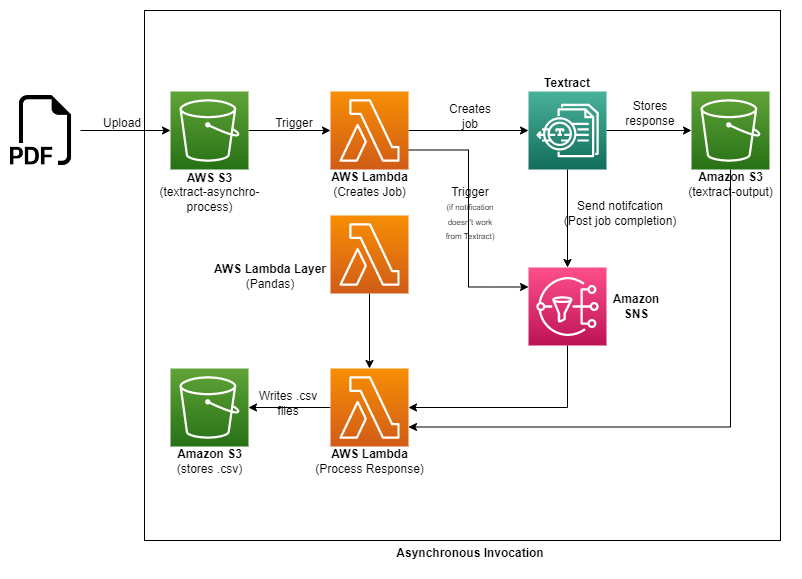 Textract
Upload
Trigger
Creates
job
Stores
response
PDF
AWS S3
(textract-asynchro-
process)
AWS Lambda
(Creates Job)
Amazon S3
(textract-output)
Trigger
(if notification
doesn't work
from Textract)
Send notifcation
(Post job completion)
AWS Lambda Layer
(Pandas)
Amazon
SNS
Writes .csv
files
Amazon S3
(stores .csv)
AWS Lambda
(Process Response)
Asynchronous Invocation